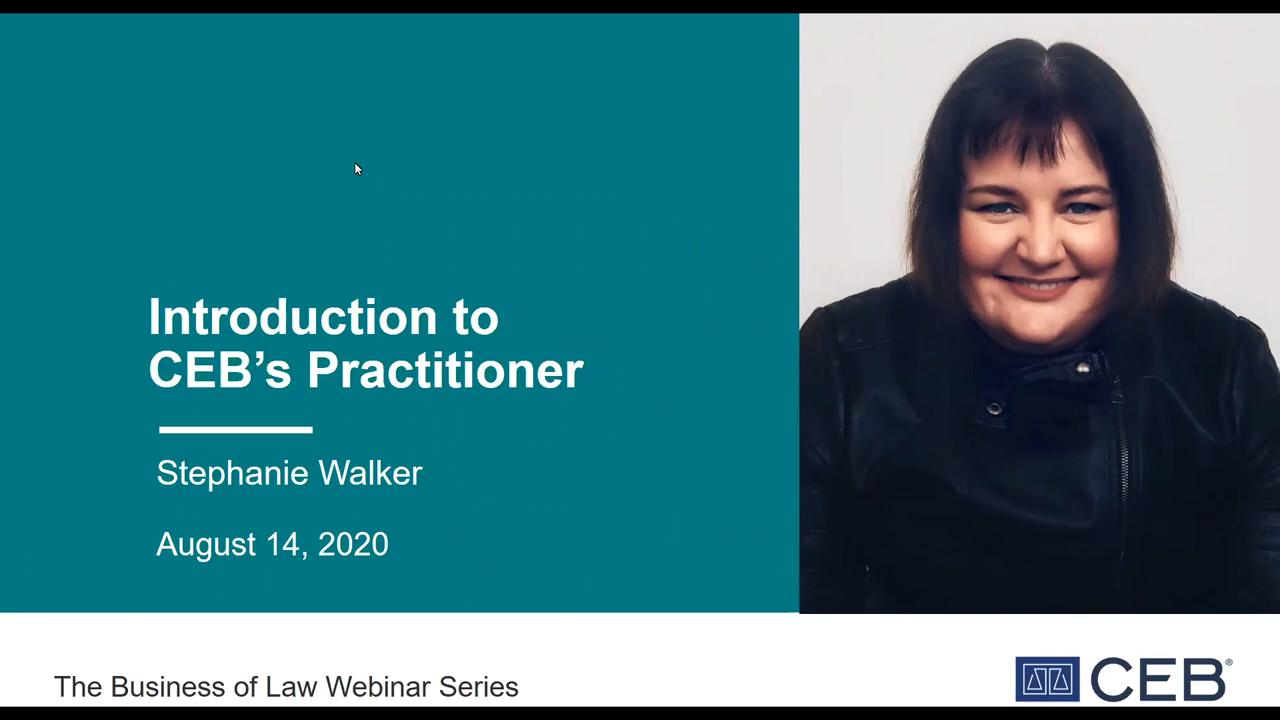 Introduction to
CEB’s Practitioner
Stephanie Walker
August 14, 2020
The Business of Law Webinar Series
CEB®